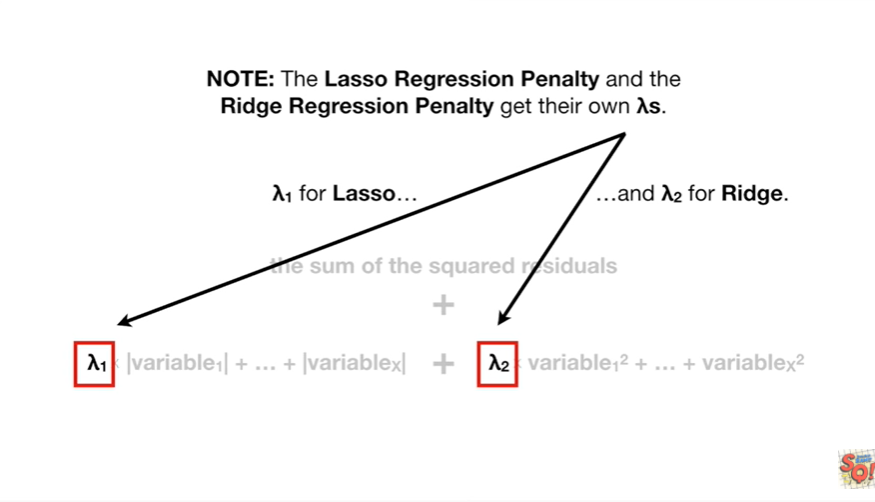 NOTE: The Lasso Regression Penalty and the
Ridge Regression Penalty get their own λs.
λ₁ for Lasso… …and λ₂ for Ridge.
the sum of the squared residuals
+
λ₁ × |variable₁| + … + |variableₓ| + λ₂ × variable₁² + … + variableₓ²
SQ!